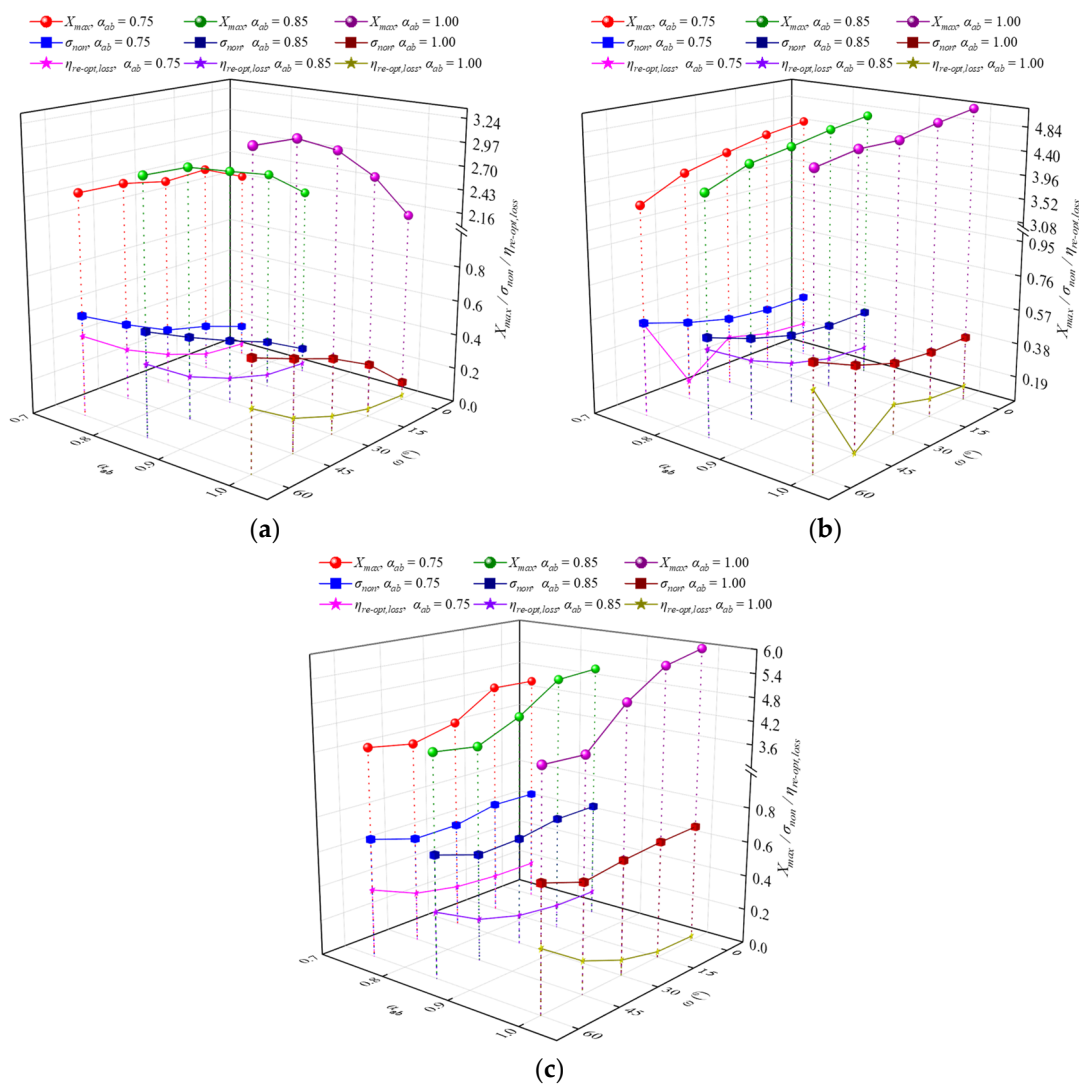 X_max, α_ab = 0.75 X_max, α_ab = 0.85 X_max, α_ab = 1.00
σ_non, α_ab = 0.75 σ_non, α_ab = 0.85 σ_non, α_ab = 1.00
η_re-opt,loss, α_ab = 0.75 η_re-opt,loss, α_ab = 0.85 η_re-opt,loss, α_ab = 1.00
3.24
2.97
2.70
2.43
2.16
0.8
0.6
0.4
0.2
0.0
X_max / σ_non / η_re-opt,loss
0.7
0.8
0.9
1.0
α_ab
60
45
30
15
0
ω (°)
(a)
X_max, α_ab = 0.75 X_max, α_ab = 0.85 X_max, α_ab = 1.00
σ_non, α_ab = 0.75 σ_non, α_ab = 0.85 σ_non, α_ab = 1.00
η_re-opt,loss, α_ab = 0.75 η_re-opt,loss, α_ab = 0.85 η_re-opt,loss, α_ab = 1.00
4.84
4.40
3.96
3.52
3.08
0.95
0.76
0.57
0.38
0.19
X_max / σ_non / η_re-opt,loss
0.7
0.8
0.9
1.0
α_ab
60
45
30
15
0
ω (°)
(b)
X_max, α_ab = 0.75 X_max, α_ab = 0.85 X_max, α_ab = 1.00
σ_non, α_ab = 0.75 σ_non, α_ab = 0.85 σ_non, α_ab = 1.00
η_re-opt,loss, α_ab = 0.75 η_re-opt,loss, α_ab = 0.85 η_re-opt,loss, α_ab = 1.00
6.0
5.4
4.8
4.2
3.6
0.8
0.6
0.4
0.2
0.0
X_max / σ_non / η_re-opt,loss
0.7
0.8
0.9
1.0
α_ab
60
45
30
15
0
ω (°)
(c)